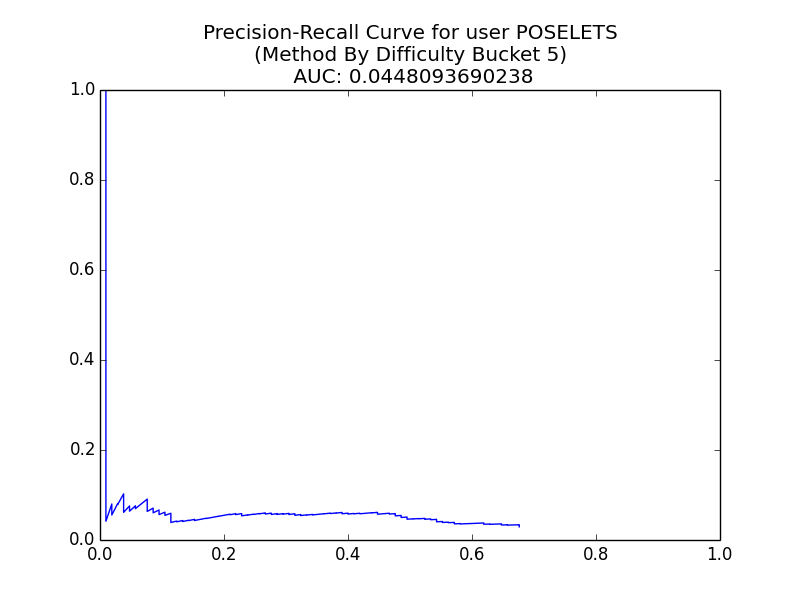 Precision-Recall Curve for user POSELETS
(Method By Difficulty Bucket 5)
AUC: 0.0448093690238
1.0
0.8
0.6
0.4
0.2
0.0
0.0 0.2 0.4 0.6 0.8 1.0